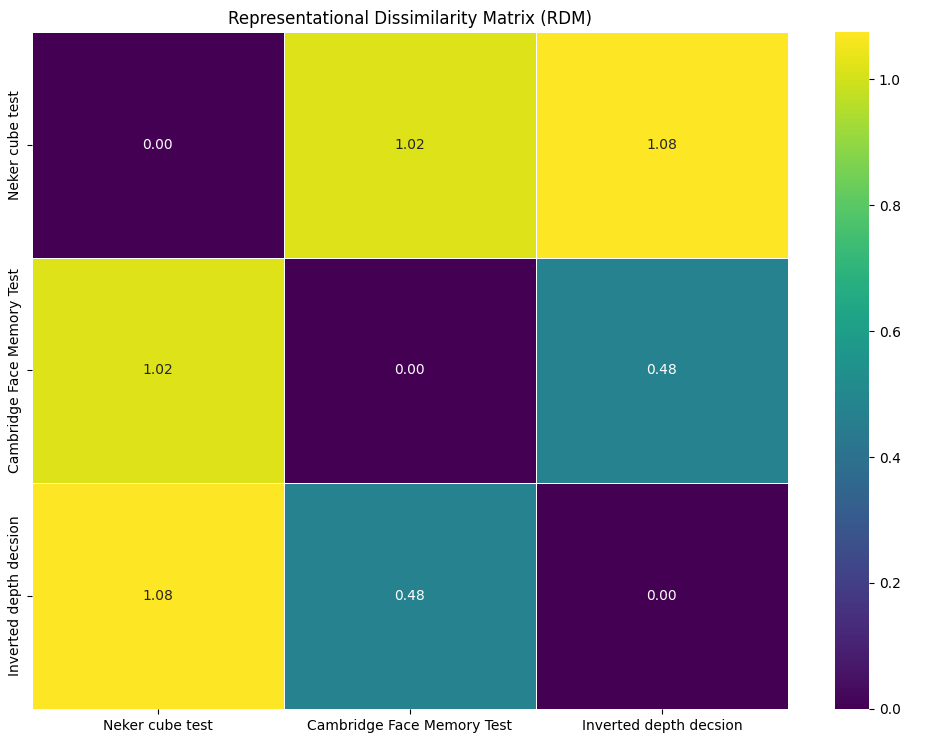 Representational Dissimilarity Matrix (RDM)
Neker cube test
0.00
1.02
1.08
Cambridge Face Memory Test
1.02
0.00
0.48
Inverted depth decsion
1.08
0.48
0.00
Neker cube test
Cambridge Face Memory Test
Inverted depth decsion
1.0
0.8
0.6
0.4
0.2
0.0